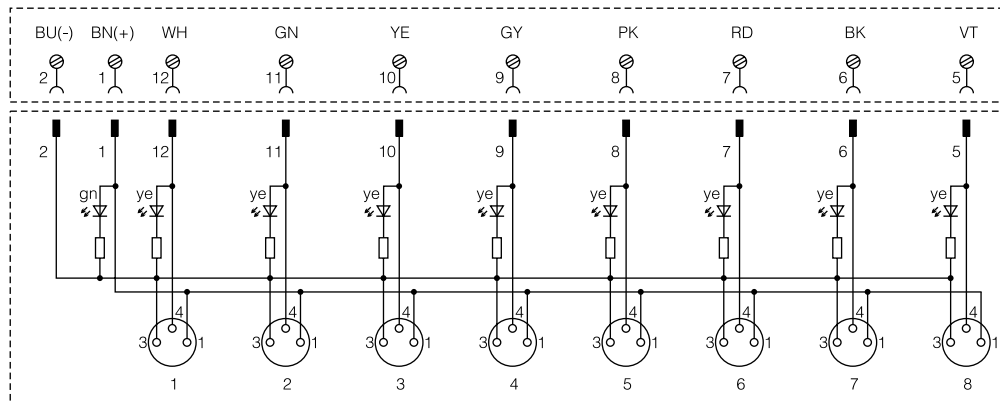 BU(-) BN(+) WH GN YE GY PK RD BK VT
2 1 12 11 10 9 8 7 6 5
2 1 12 11 10 9 8 7 6 5
gn ye ye ye ye ye ye ye ye
4 4 4 4 4 4 4 4
3 1 3 1 3 1 3 1 3 1 3 1 3 1 3 1
1 2 3 4 5 6 7 8